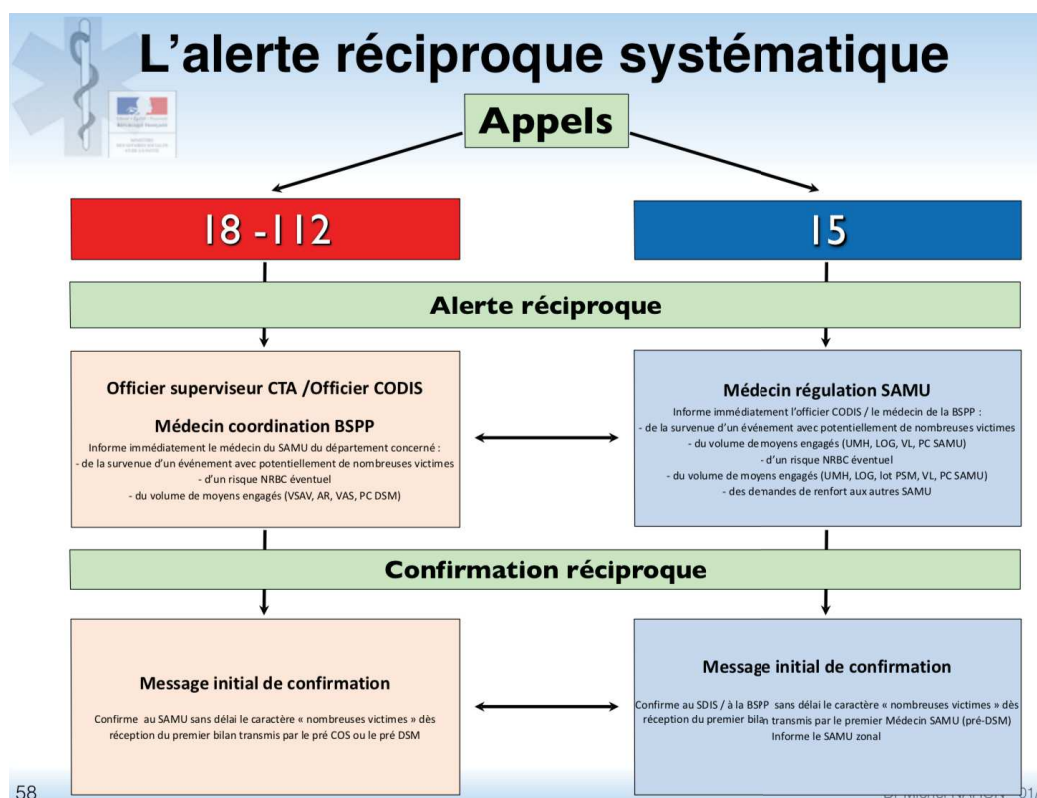 L'alerte réciproque systématique
Appels
18 -112
15
Alerte réciproque
Officier superviseur CTA /Officier CODIS
Médecin coordination BSPP
Informe immédiatement le médecin du SAMU du département concerné :
- de la survenue d'un événement avec potentiellement de nombreuses victimes
- d'un risque NRBC éventuel
- du volume de moyens engagés (VSAV, AR, VAS, PC DSM)
Médecin régulation SAMU
Informe immédiatement l'officier CODIS / le médecin de la BSPP :
- de la survenue d'un événement avec potentiellement de nombreuses victimes
- du volume de moyens engagés (UMH, LOG, VL, PC SAMU)
- d'un risque NRBC éventuel
- du volume de moyens engagés (UMH, LOG, lot PSM, VL, PC SAMU)
- des demandes de renfort aux autres SAMU
Confirmation réciproque
Message initial de confirmation
Confirme au SAMU sans délai le caractère « nombreuses victimes » dès
réception du premier bilan transmis par le pré COS ou le pré DSM
Message initial de confirmation
Confirme au SDIS / à la BSPP sans délai le caractère « nombreuses victimes » dès
réception du premier bilan transmis par le premier Médecin SAMU (pré-DSM)
Informe le SAMU zonal
58